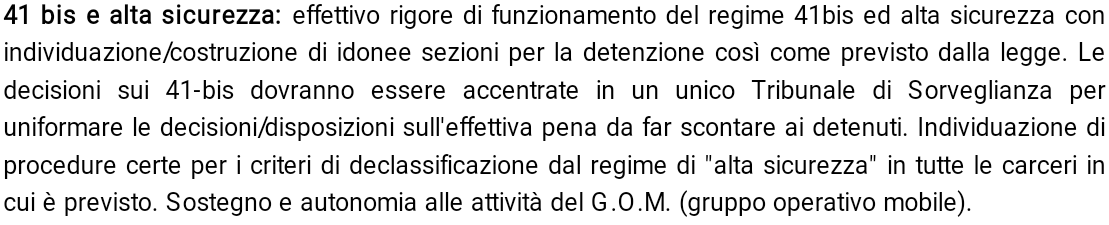 41 bis e alta sicurezza: effettivo rigore di funzionamento del regime 41bis ed alta sicurezza con
individuazione/costruzione di idonee sezioni per la detenzione così come previsto dalla legge. Le
decisioni sui 41-bis dovranno essere accentrate in un unico Tribunale di Sorveglianza per
uniformare le decisioni/disposizioni sull'effettiva pena da far scontare ai detenuti. Individuazione di
procedure certe per i criteri di declassificazione dal regime di "alta sicurezza" in tutte le carceri in
cui è previsto. Sostegno e autonomia alle attività del G.O.M. (gruppo operativo mobile).